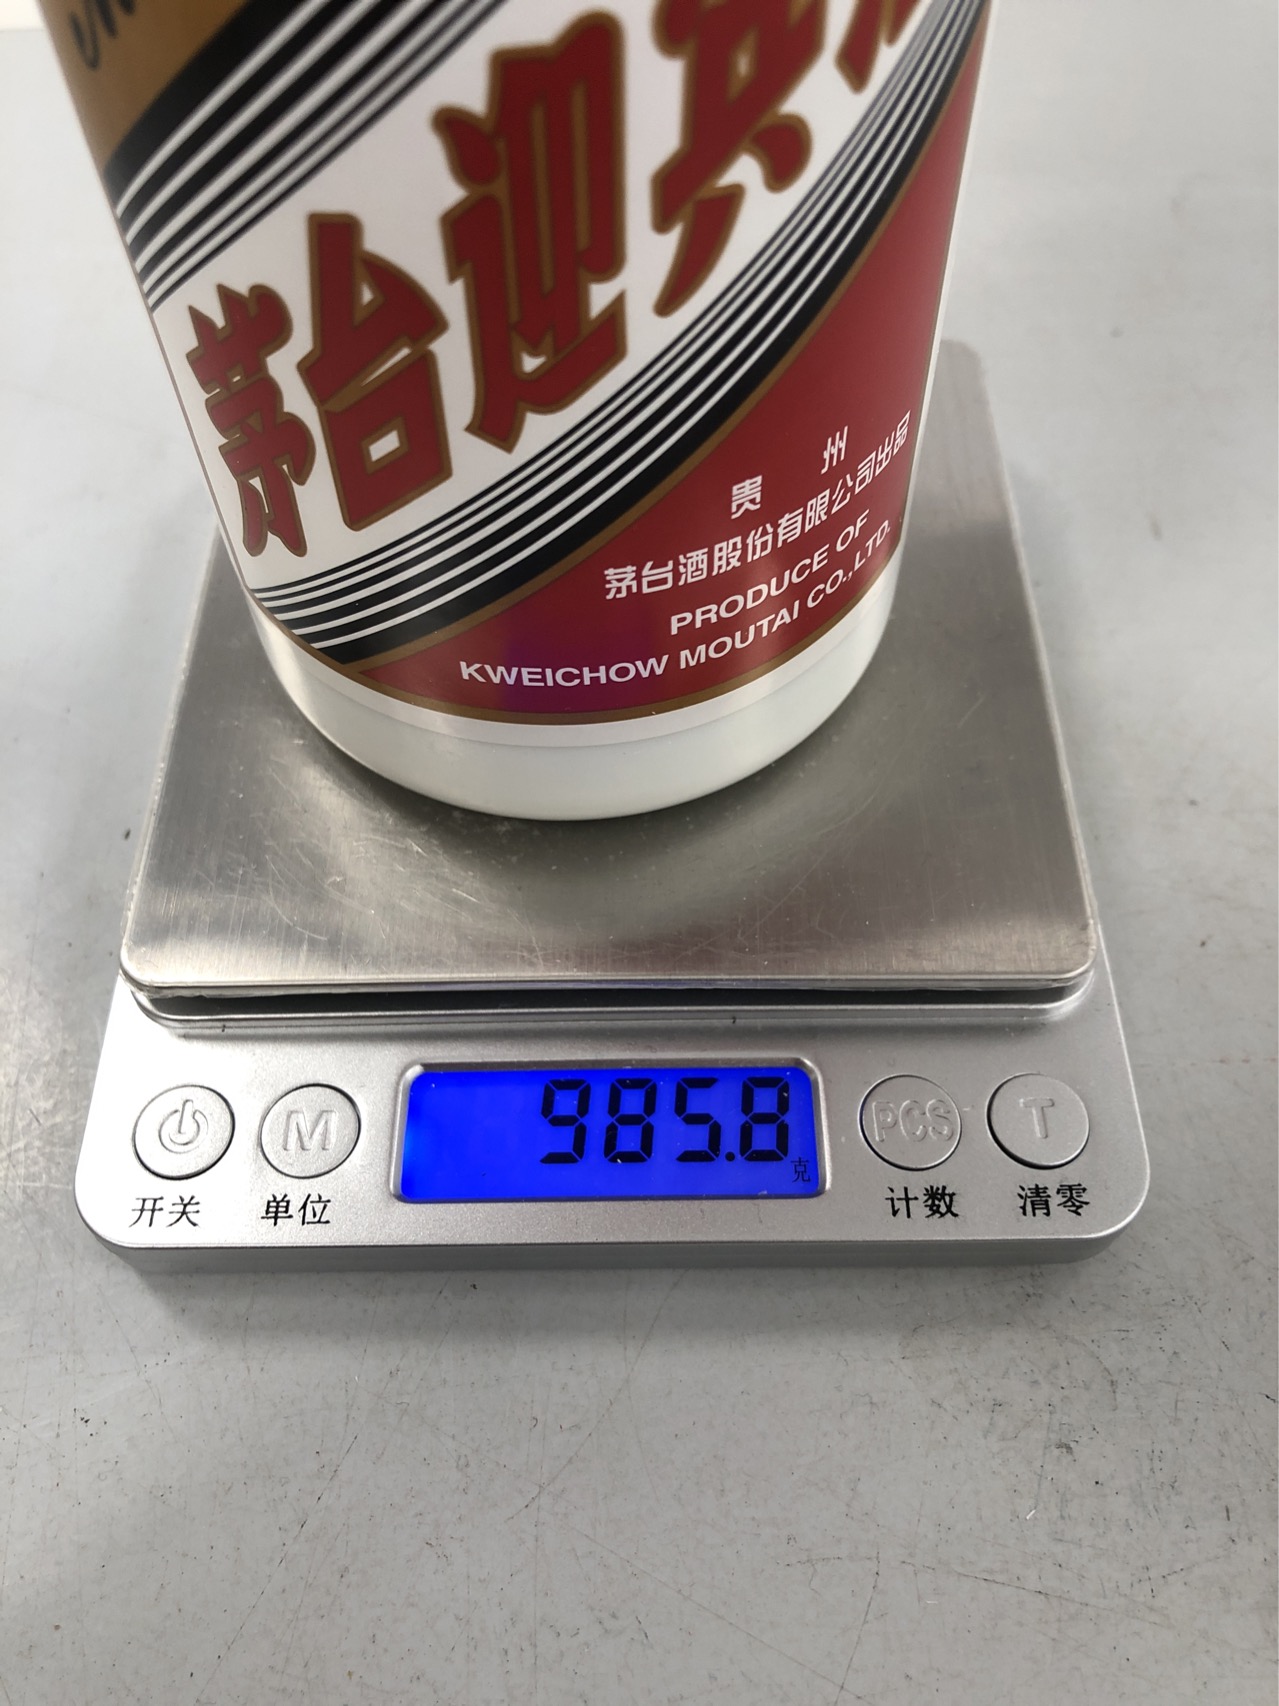 茅台迎宾
贵州
茅台酒股份有限公司出品
PRODUCE OF
KWEICHOW MOUTAI CO.,LTD.
985.8
克
M
PCS
T
开关
单位
计数
清零